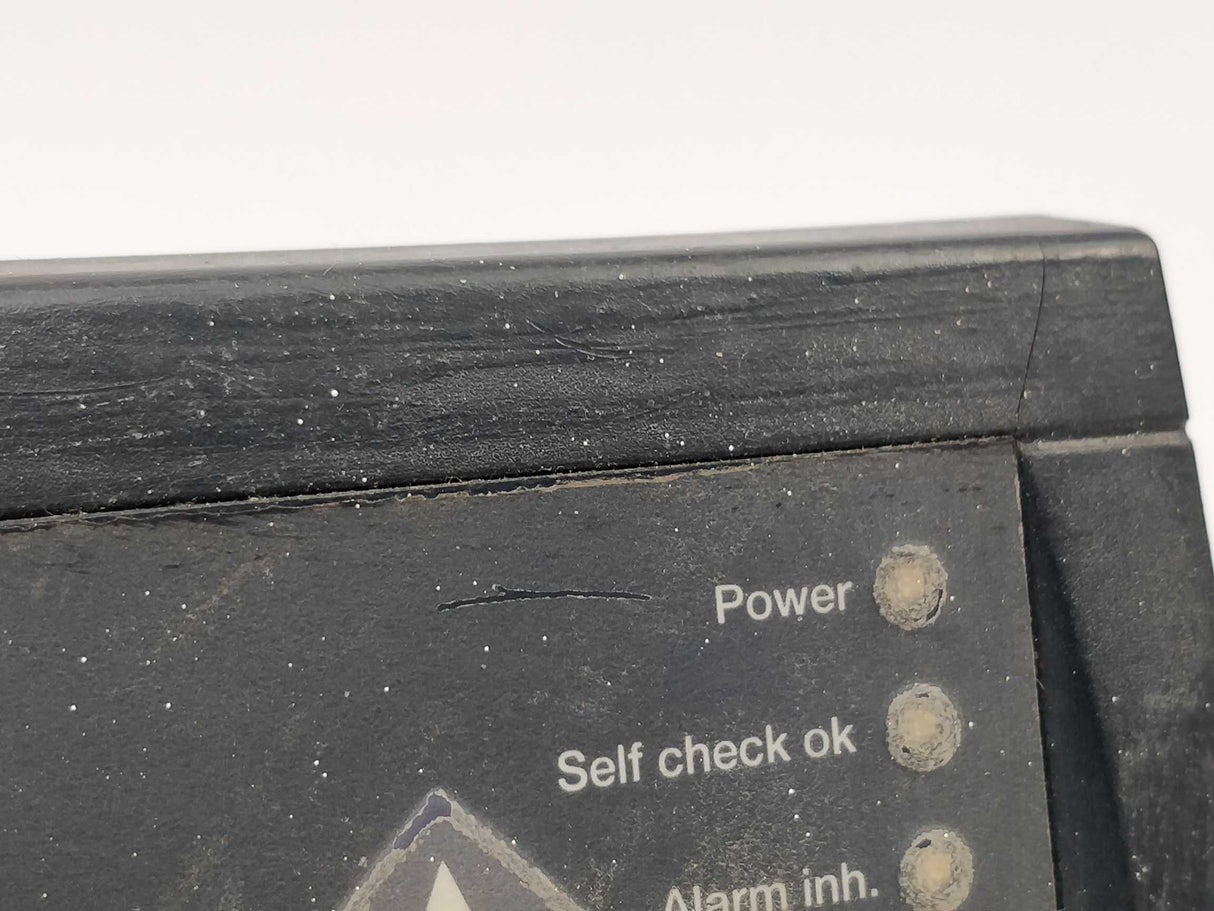 Power
Self check ok
Alarm inh.